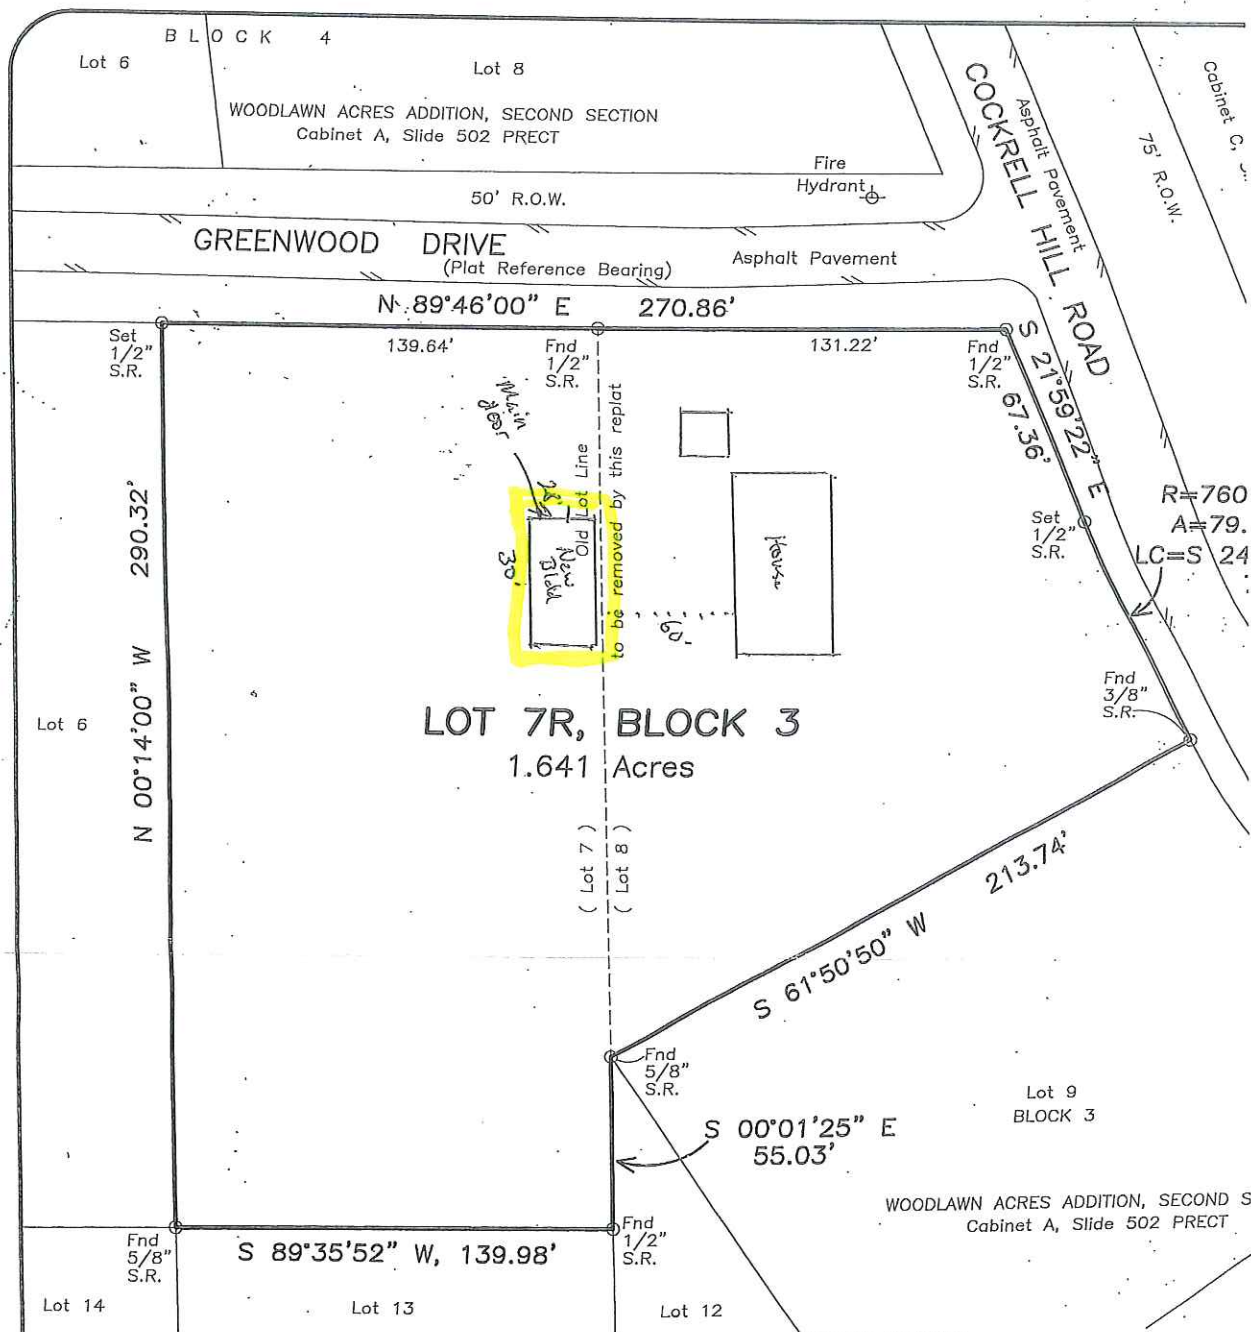 BLOCK 4
Lot 6
Lot 8
WOODLAWN ACRES ADDITION, SECOND SECTION
Cabinet A, Slide 502 PRECT
Cabinet C,
COCKRELL HILL ROAD
Asphalt Pavement
75' R.O.W.
Fire
Hydrant
50' R.O.W.
GREENWOOD DRIVE
(Plat Reference Bearing)
Asphalt Pavement
N 89°46'00" E 270.86'
Set
1/2"
S.R.
139.64'
Fnd
1/2"
S.R.
131.22'
Fnd
1/2"
S.R.
S 21°59'22" E
67.36'
Main
door
Old Lot Line
to be removed by this replat
30'
New
Bldd
House
60'
N 00°14'00" W 290.32'
Set
1/2"
S.R.
R=760
A=79.
LC=S 24
Fnd
3/8"
S.R.
Lot 6
LOT 7R, BLOCK 3
1.641 Acres
( Lot 7 )
( Lot 8 )
S 61°50'50" W 213.74'
Fnd
5/8"
S.R.
Lot 9
BLOCK 3
S 00°01'25" E
55.03'
WOODLAWN ACRES ADDITION, SECOND S
Cabinet A, Slide 502 PRECT
Fnd
5/8"
S.R.
S 89°35'52" W, 139.98'
Fnd
1/2"
S.R.
Lot 14
Lot 13
Lot 12